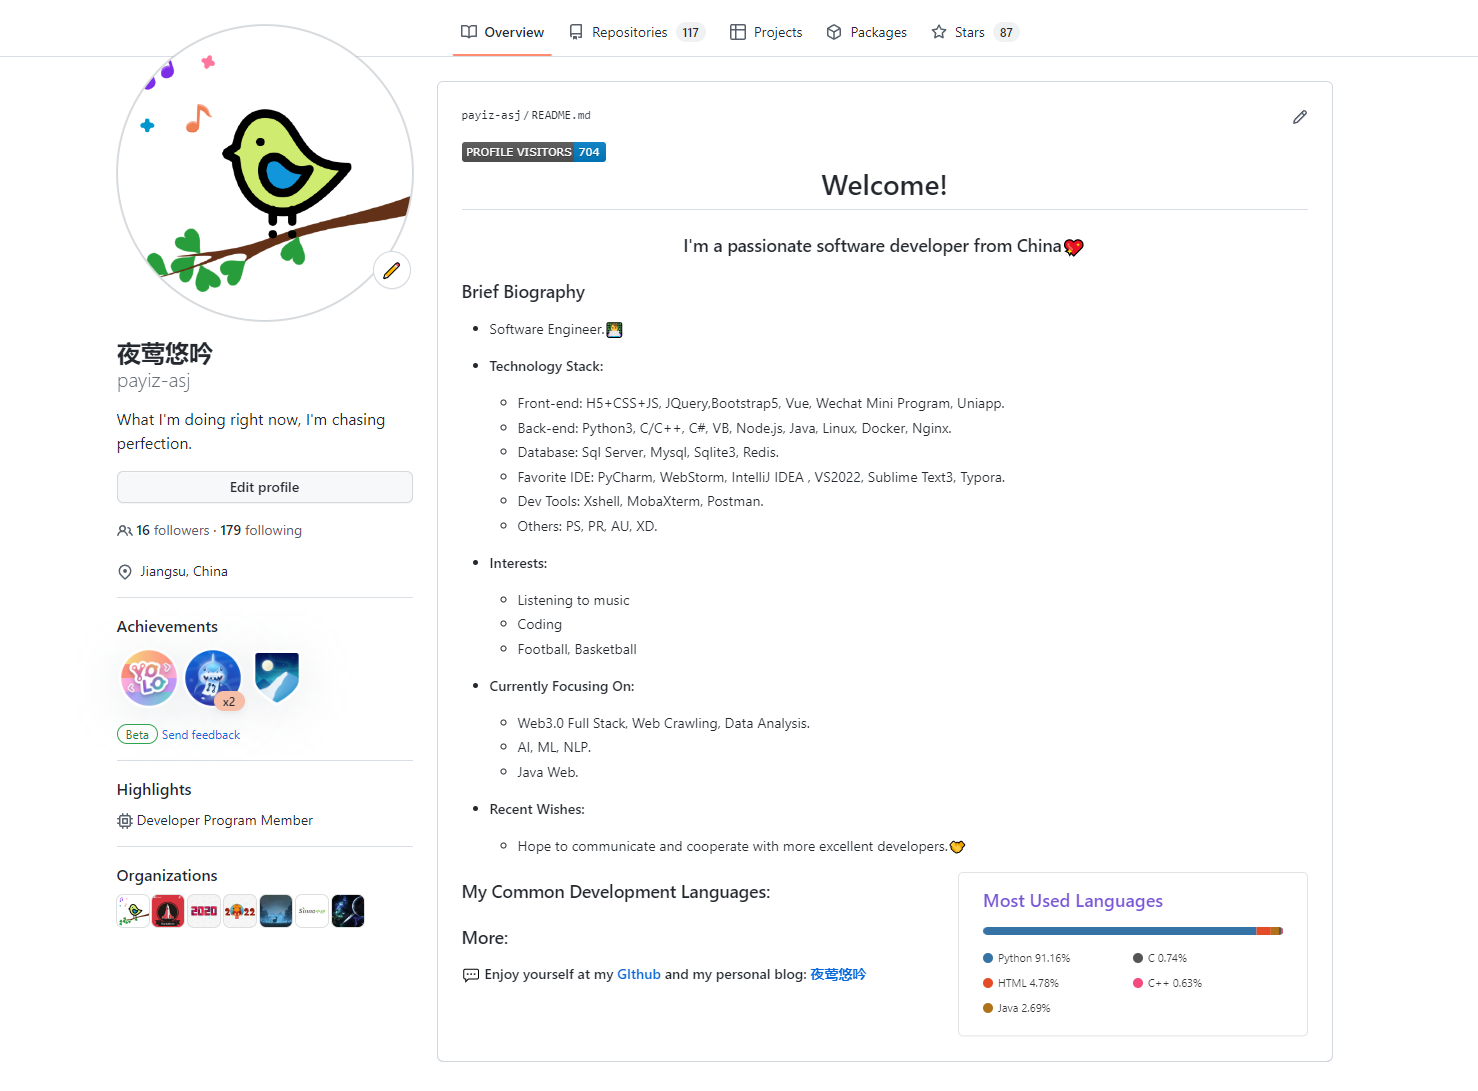 Overview Repositories 117 Projects Packages Stars 87
payiz-asj / README.md
PROFILE VISITORS 704
Welcome!
I'm a passionate software developer from China
Brief Biography
Software Engineer.
Technology Stack:
Front-end: H5+CSS+JS, JQuery,Bootstrap5, Vue, Wechat Mini Program, Uniapp.
Back-end: Python3, C/C++, C#, VB, Node.js, Java, Linux, Docker, Nginx.
Database: Sql Server, Mysql, Sqlite3, Redis.
Favorite IDE: PyCharm, WebStorm, IntelliJ IDEA , VS2022, Sublime Text3, Typora.
Dev Tools: Xshell, MobaXterm, Postman.
Others: PS, PR, AU, XD.
Interests:
Listening to music
Coding
Football, Basketball
Currently Focusing On:
Web3.0 Full Stack, Web Crawling, Data Analysis.
AI, ML, NLP.
Java Web.
Recent Wishes:
Hope to communicate and cooperate with more excellent developers.
My Common Development Languages:
More:
Enjoy yourself at my GIthub and my personal blog: 夜莺悠吟
Most Used Languages
Python 91.16%
HTML 4.78%
Java 2.69%
C 0.74%
C++ 0.63%
夜莺悠吟
payiz-asj
What I'm doing right now, I'm chasing
perfection.
Edit profile
16 followers · 179 following
Jiangsu, China
Achievements
YOLO
x2
Beta Send feedback
Highlights
Developer Program Member
Organizations
2020
2022